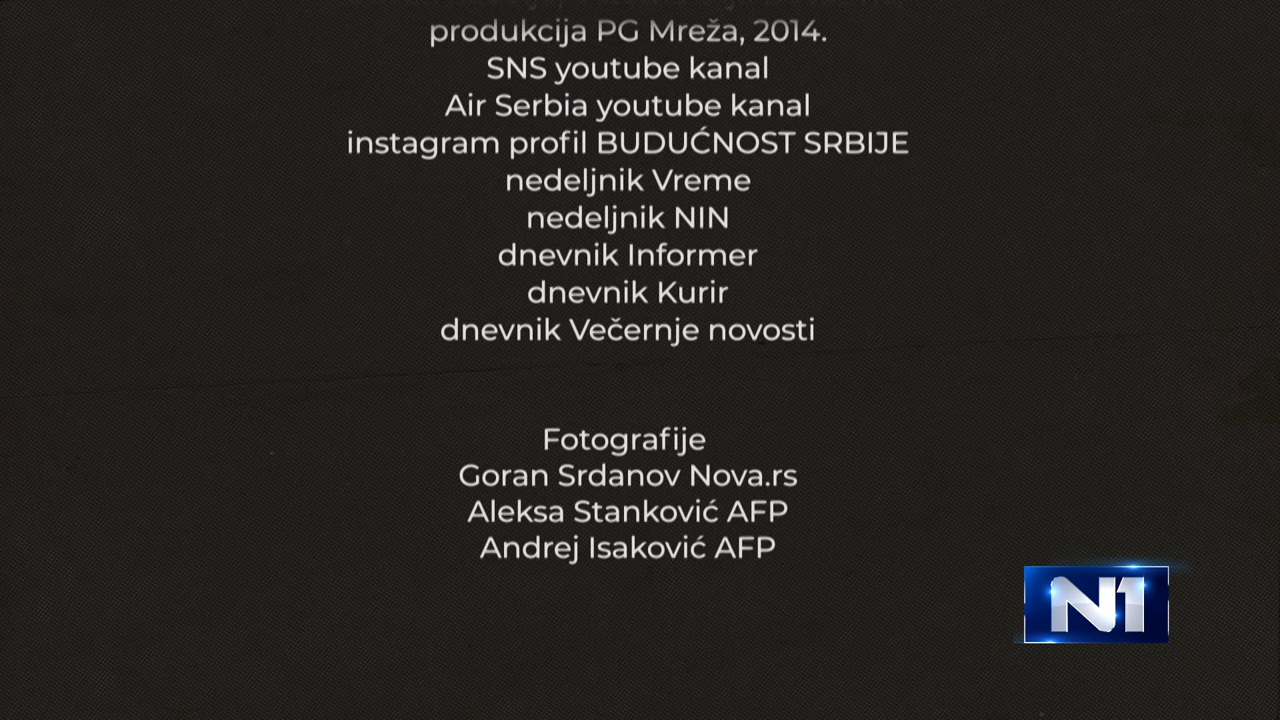 produkcija PG Mreža, 2014.
SNS youtube kanal
Air Serbia youtube kanal
instagram profil BUDUĆNOST SRBIJE
nedeljnik Vreme
nedeljnik NIN
dnevnik Informer
dnevnik Kurir
dnevnik Večernje novosti
Fotografije
Goran Srdanov Nova.rs
Aleksa Stanković AFP
Andrej Isaković AFP
N1